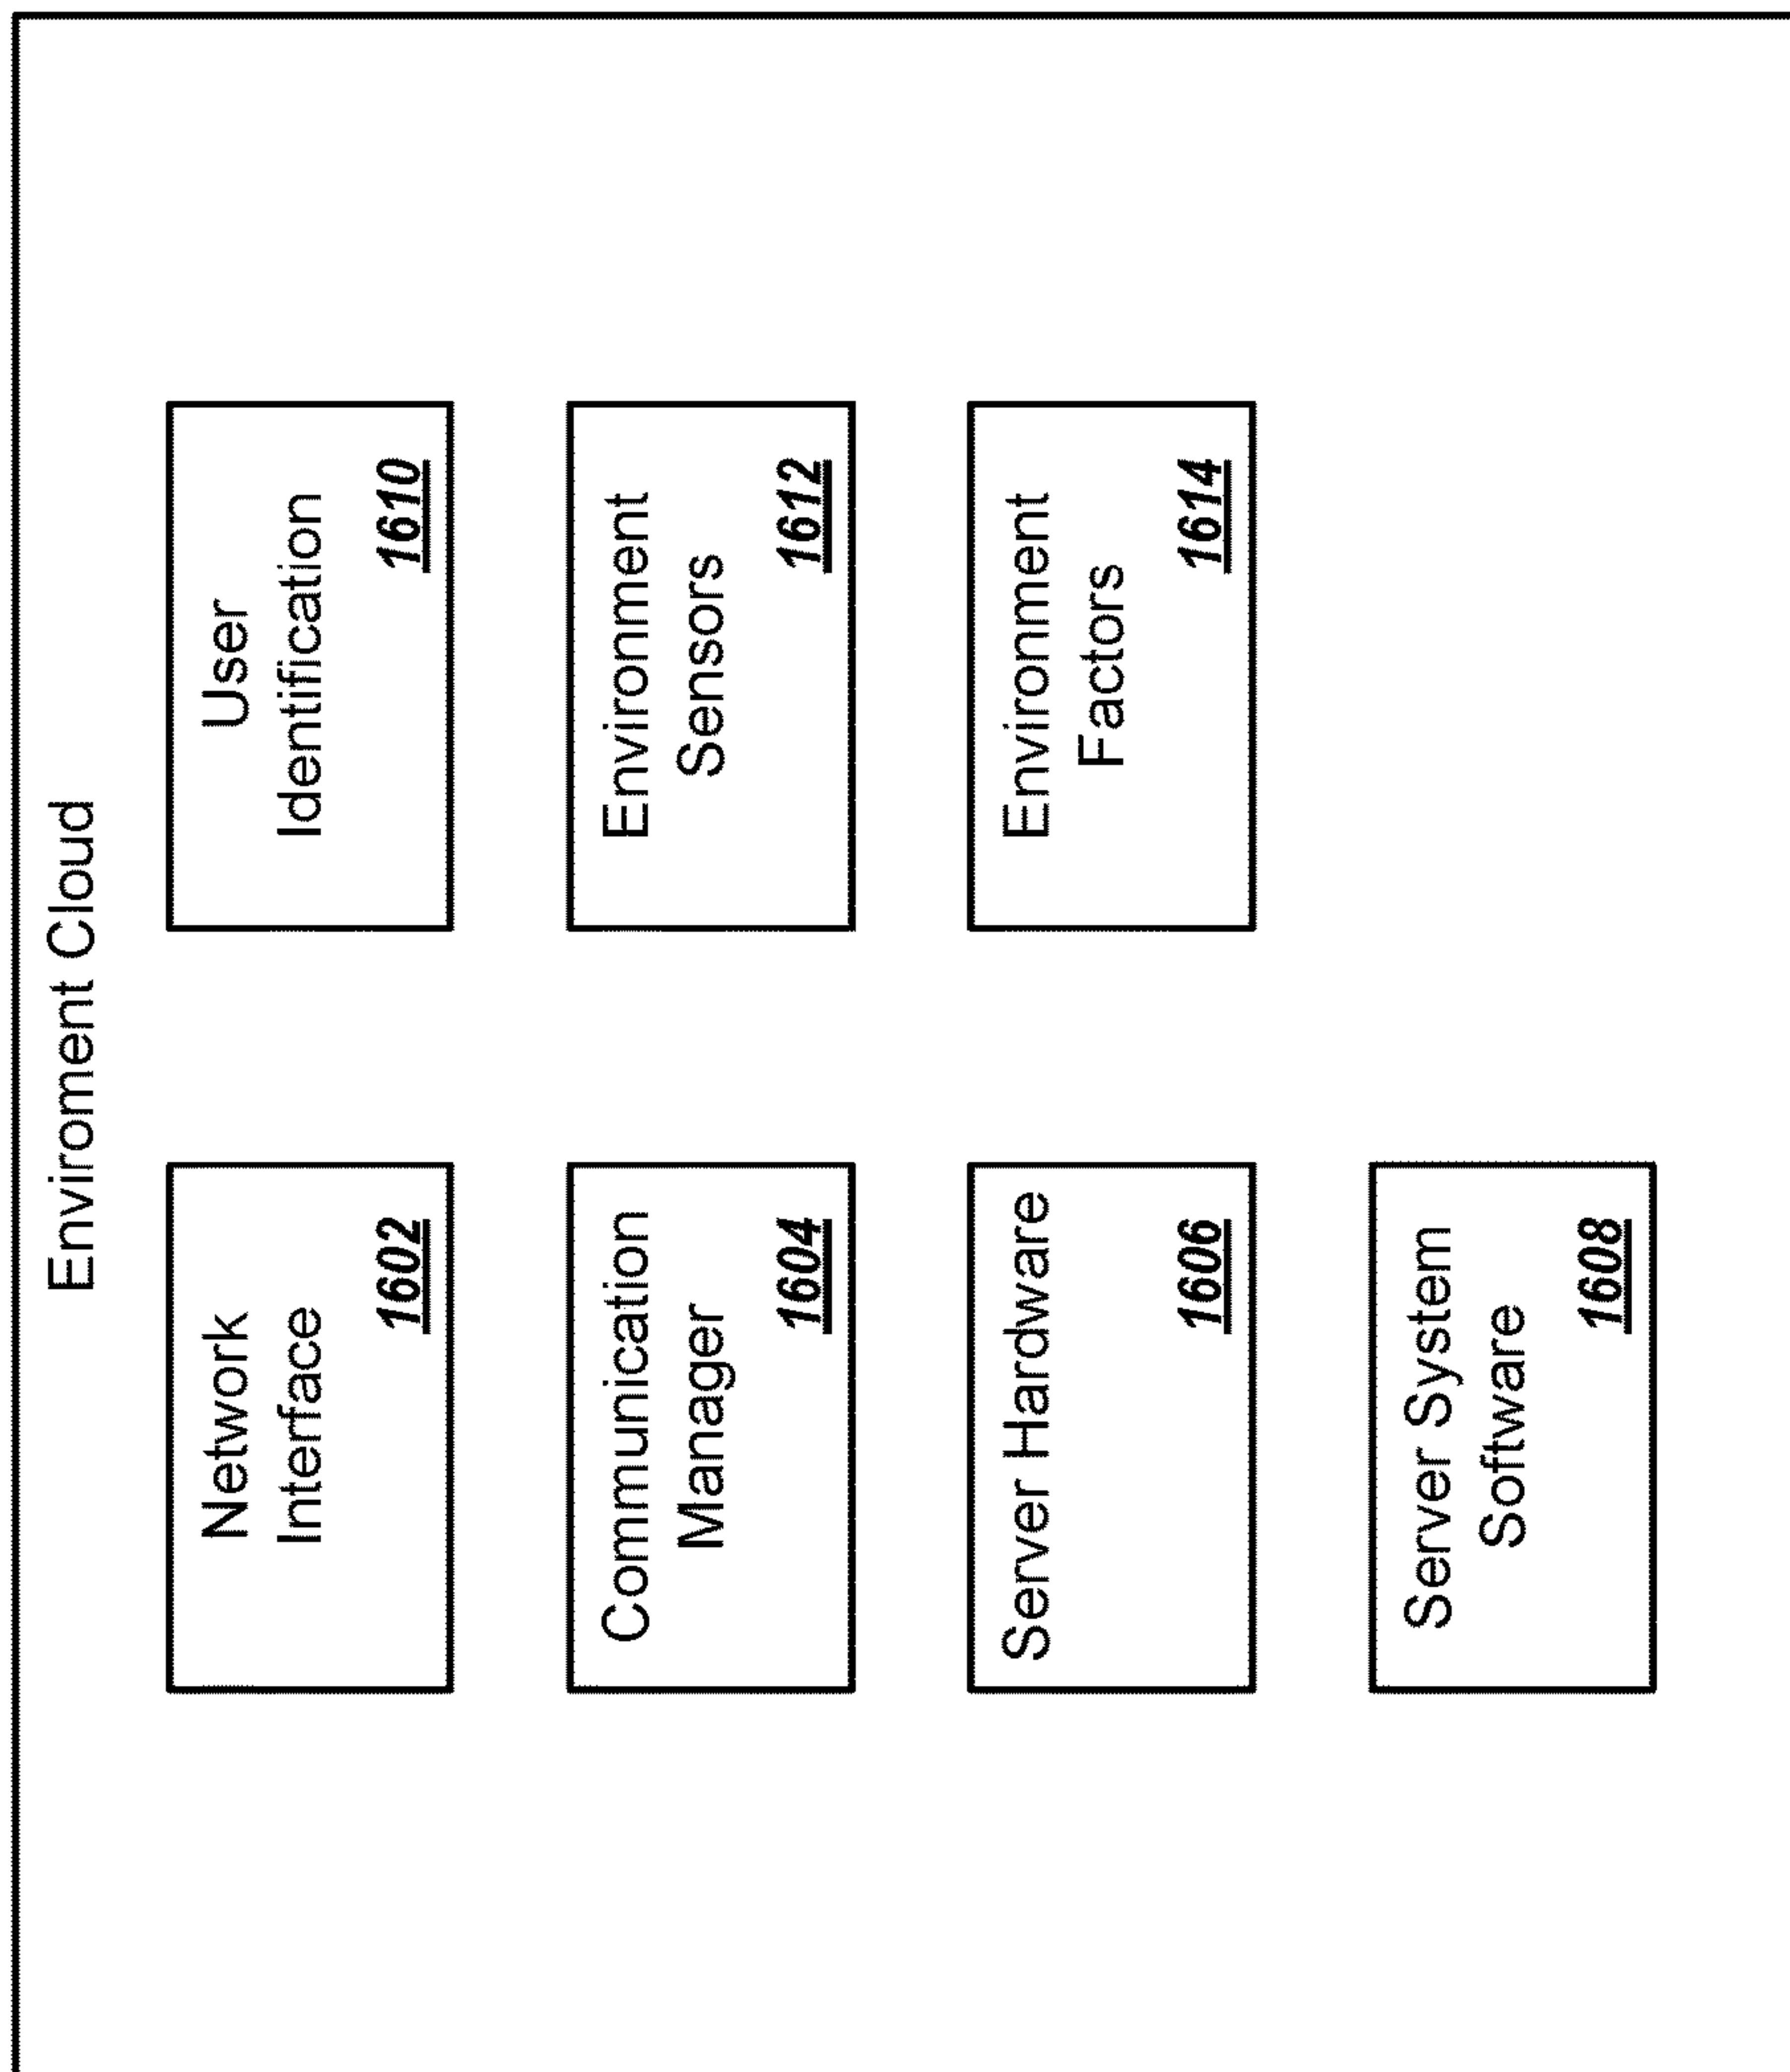 Enviroment Cloud
Network
Interface
1602
Communication
Manager
1604
Server Hardware
1606
Server System
Software
1608
User
Identification
1610
Environment
Sensors
1612
Environment
Factors
1614